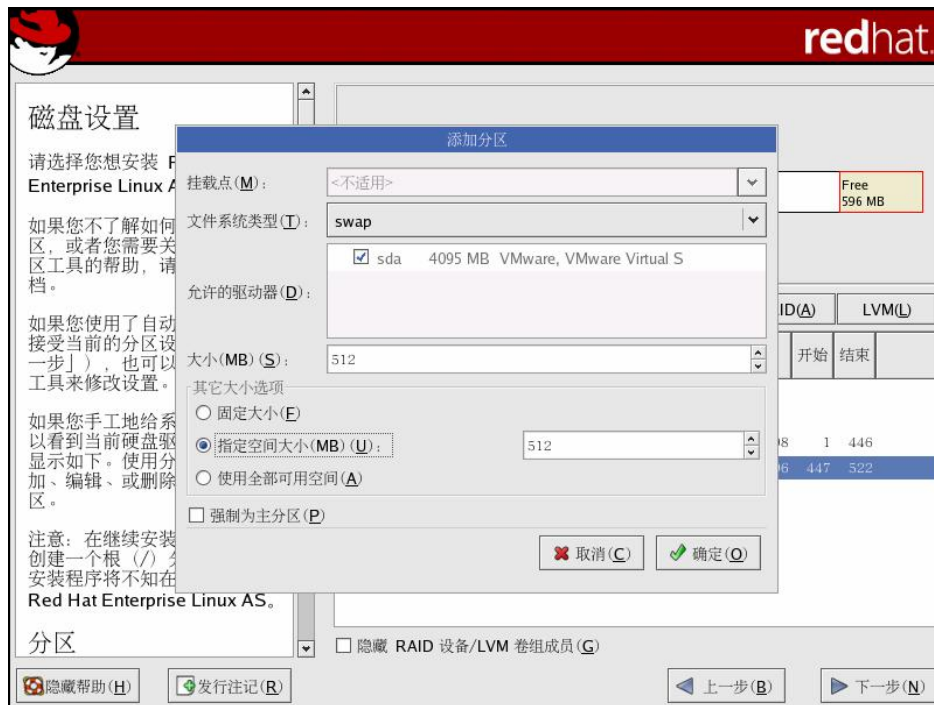 redhat.
磁盘设置
请选择您想安装
Enterprise Linux
如果您不了解如何
区，或者您需要关
区工具的帮助，请
档。
如果您使用了自动
接受当前的分区设
一步」），也可以
工具来修改设置。
如果您手工地给系
以看到当前硬盘驱
显示如下。使用分
加、编辑、或删除
区。
注意：在继续安装
创建一个根（/）
安装程序将不知在
Red Hat Enterprise Linux AS。
分区
添加分区
挂载点(M)： <不适用>
文件系统类型(T)： swap
允许的驱动器(D)：
sda 4095 MB VMware, VMware Virtual S
大小(MB)(S)： 512
其它大小选项
固定大小(F)
指定空间大小(MB)(U)： 512
使用全部可用空间(A)
强制为主分区(P)
取消(C) 确定(O)
Free
596 MB
ID(A) LVM(L)
开始 结束
1 446
447 522
隐藏 RAID 设备/LVM 卷组成员(G)
隐藏帮助(H) 发行注记(R) 上一步(B) 下一步(N)